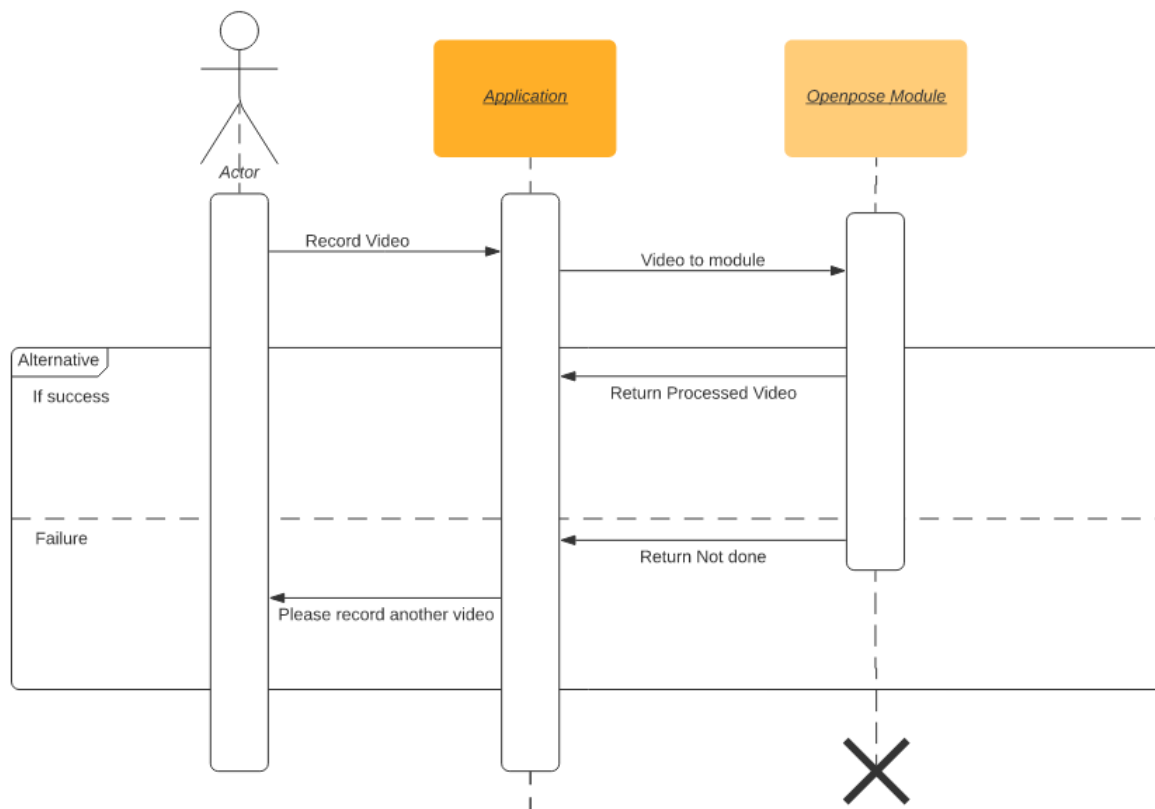 Application
Openpose Module
Actor
Record Video
Video to module
Alternative
If success
Return Processed Video
Failure
Return Not done
Please record another video